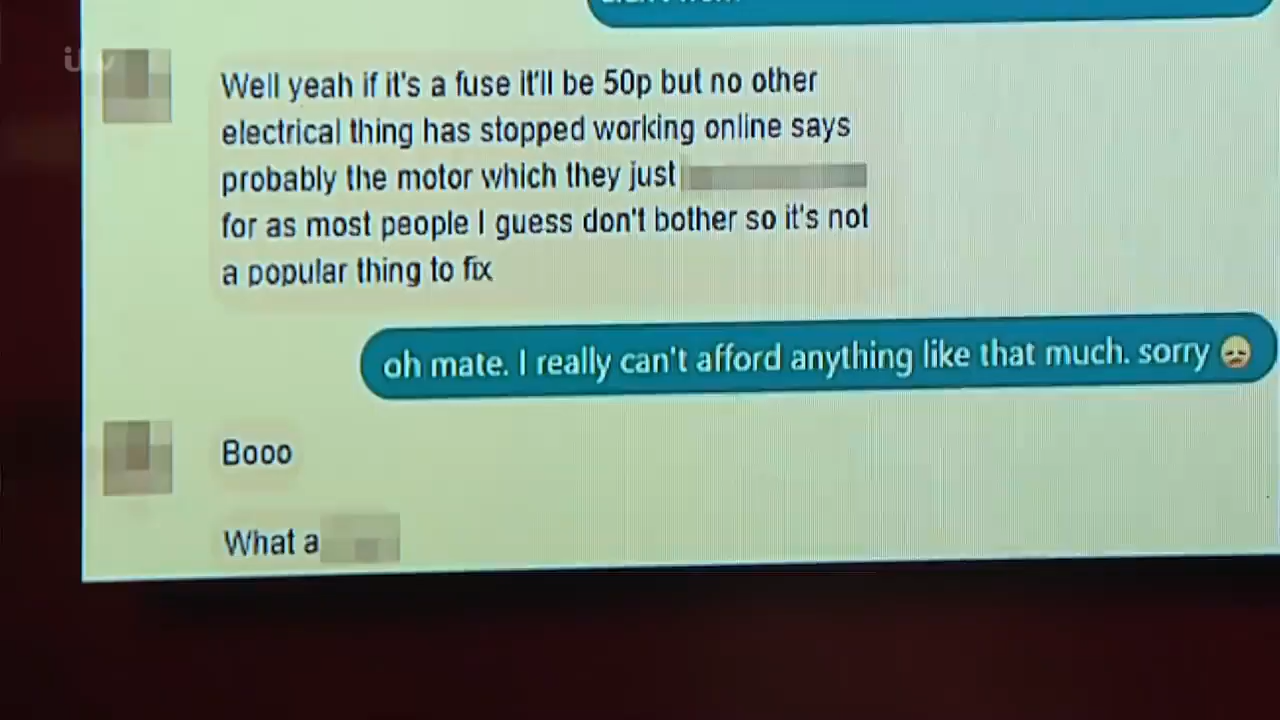 itv
Well yeah if it's a fuse it'll be 50p but no other
electrical thing has stopped working online says
probably the motor which they just
for as most people I guess don't bother so it's not
a popular thing to fix
oh mate. I really can't afford anything like that much. sorry 😞
Booo
What a